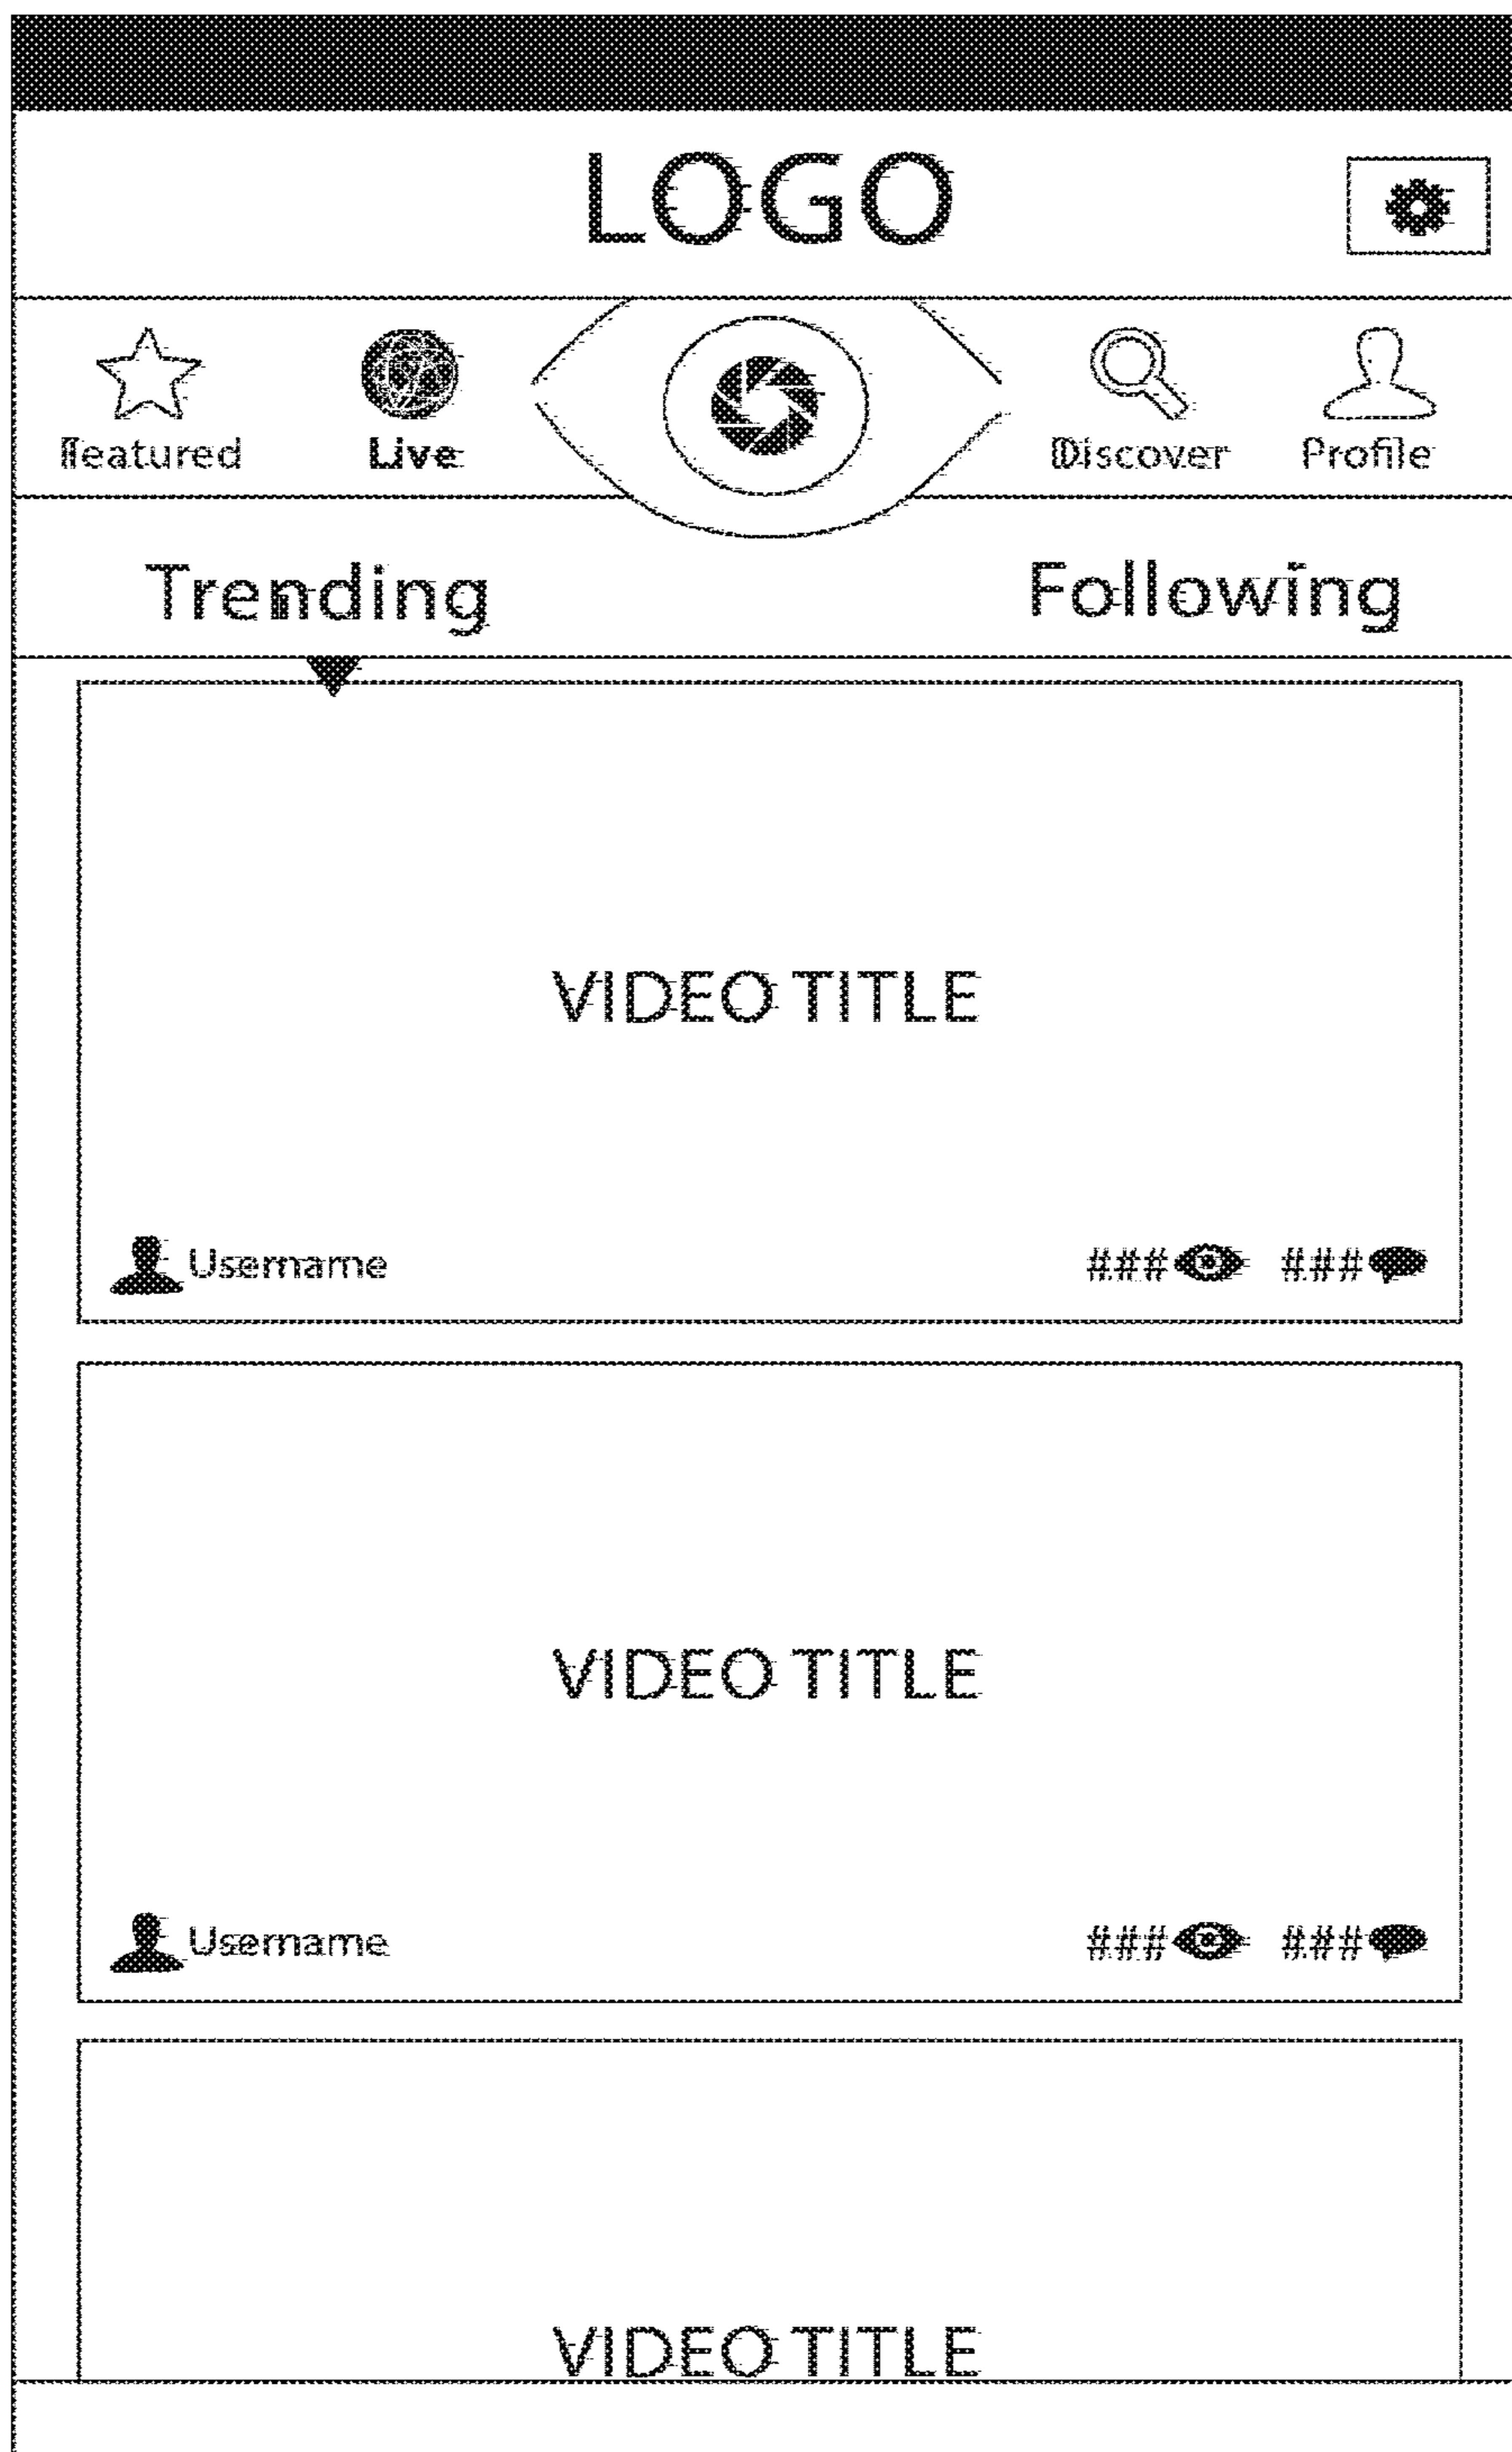 LOGO
Featured Live Discover Profile
Trending Following
VIDEO TITLE
Username ### ###
VIDEO TITLE
Username ### ###
VIDEO TITLE